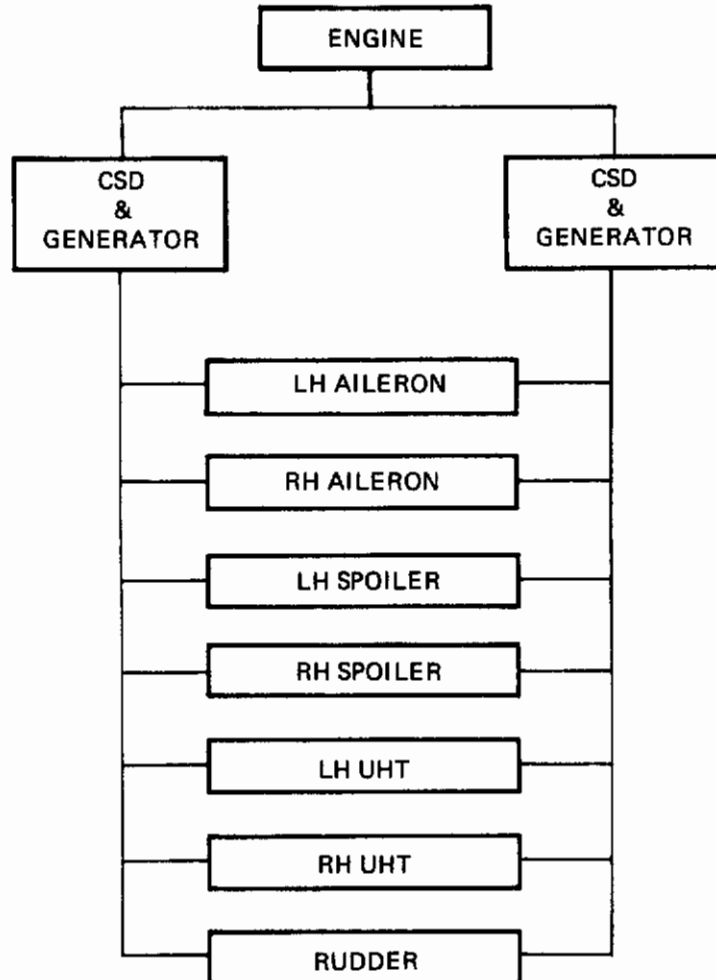 ENGINE
CSD
&
GENERATOR
CSD
&
GENERATOR
LH AILERON
RH AILERON
LH SPOILER
RH SPOILER
LH UHT
RH UHT
RUDDER